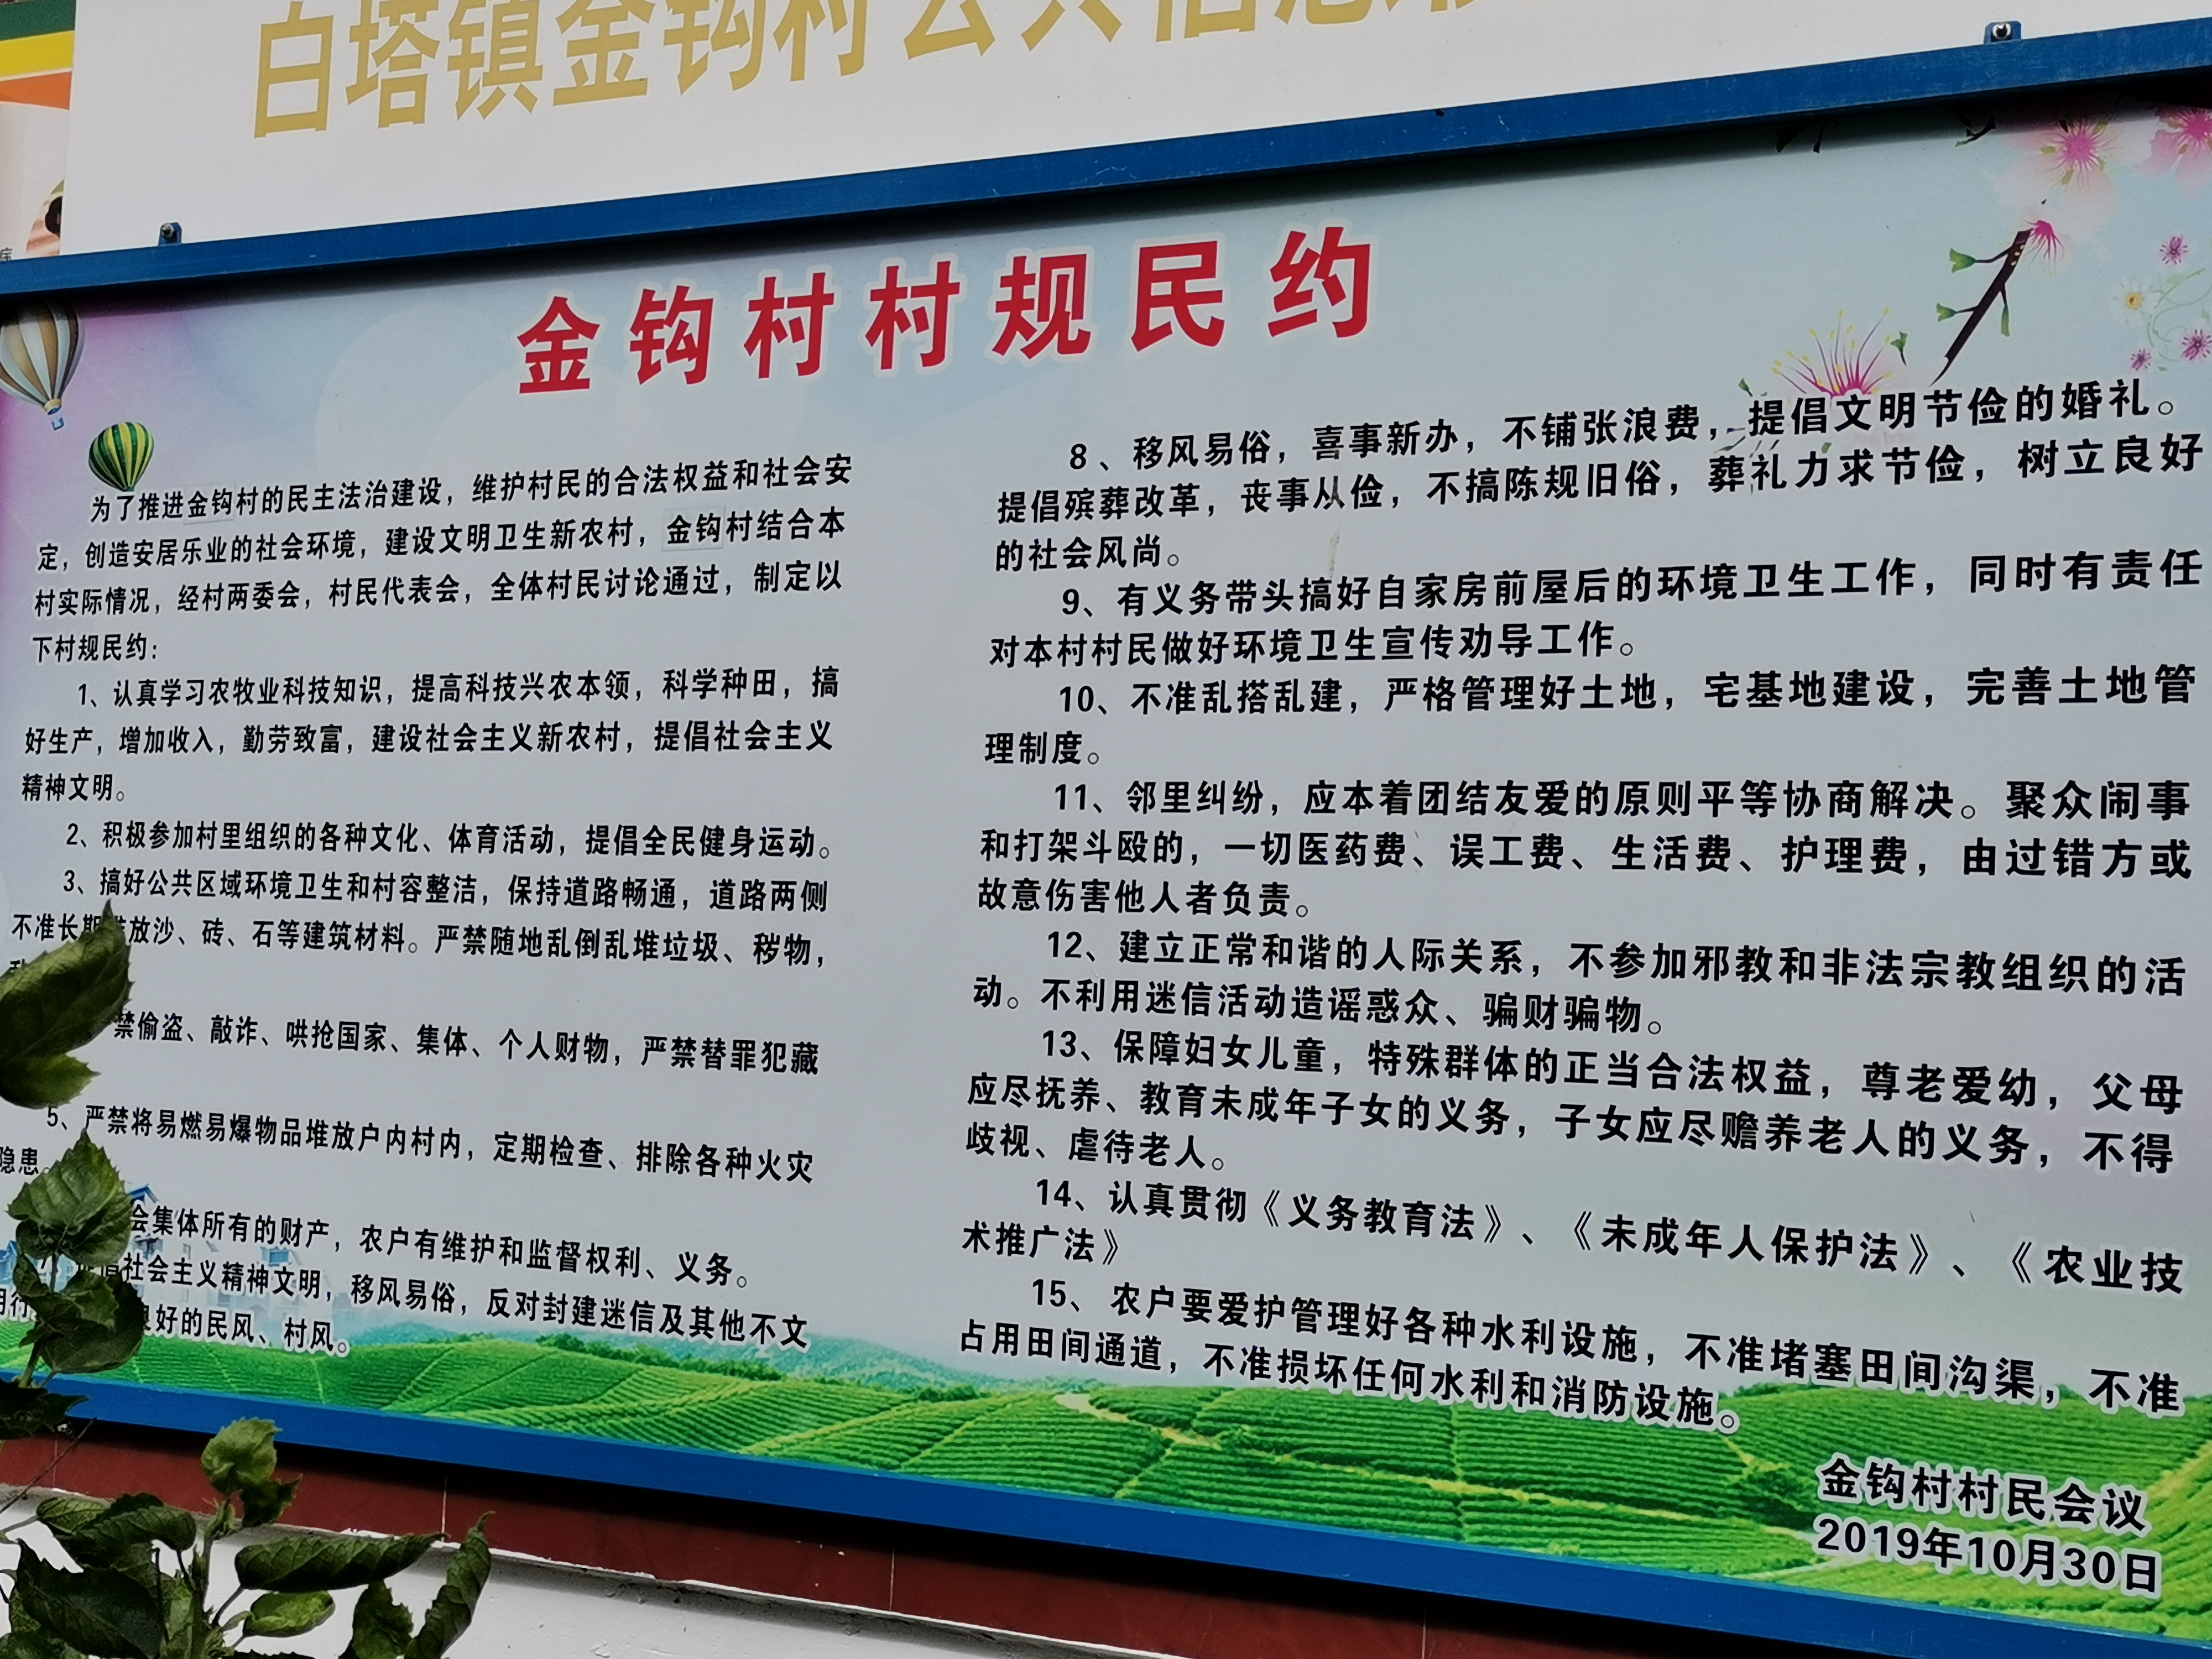 白塔镇金钩村公共信息
金钩村村规民约
为了推进金钩村的民主法治建设，维护村民的合法权益和社会安
定，创造安居乐业的社会环境，建设文明卫生新农村，金钩村结合本
村实际情况，经村两委会，村民代表会，全体村民讨论通过，制定以
下村规民约：
1、认真学习农牧业科技知识，提高科技兴农本领，科学种田，搞
好生产，增加收入，勤劳致富，建设社会主义新农村，提倡社会主义
精神文明。
2、积极参加村里组织的各种文化、体育活动，提倡全民健身运动。
3、搞好公共区域环境卫生和村容整洁，保持道路畅通，道路两侧
不准长期堆放沙、砖、石等建筑材料。严禁随地乱倒乱堆垃圾、秽物，
禁偷盗、敲诈、哄抢国家、集体、个人财物，严禁替罪犯藏
5、严禁将易燃易爆物品堆放户内村内，定期检查、排除各种火灾
隐患。
会集体所有的财产，农户有维护和监督权利、义务。
提倡社会主义精神文明，移风易俗，反对封建迷信及其他不文
良好的民风、村风。
8、移风易俗，喜事新办，不铺张浪费，提倡文明节俭的婚礼。
提倡殡葬改革，丧事从俭，不搞陈规旧俗，葬礼力求节俭，树立良好
的社会风尚。
9、有义务带头搞好自家房前屋后的环境卫生工作，同时有责任
对本村村民做好环境卫生宣传劝导工作。
10、不准乱搭乱建，严格管理好土地，宅基地建设，完善土地管
理制度。
11、邻里纠纷，应本着团结友爱的原则平等协商解决。聚众闹事
和打架斗殴的，一切医药费、误工费、生活费、护理费，由过错方或
故意伤害他人者负责。
12、建立正常和谐的人际关系，不参加邪教和非法宗教组织的活
动。不利用迷信活动造谣惑众、骗财骗物。
13、保障妇女儿童，特殊群体的正当合法权益，尊老爱幼，父母
应尽抚养、教育未成年子女的义务，子女应尽赡养老人的义务，不得
歧视、虐待老人。
14、认真贯彻《义务教育法》、《未成年人保护法》、《农业技
术推广法》
15、农户要爱护管理好各种水利设施，不准堵塞田间沟渠，不准
占用田间通道，不准损坏任何水利和消防设施。
金钩村村民会议
2019年10月30日